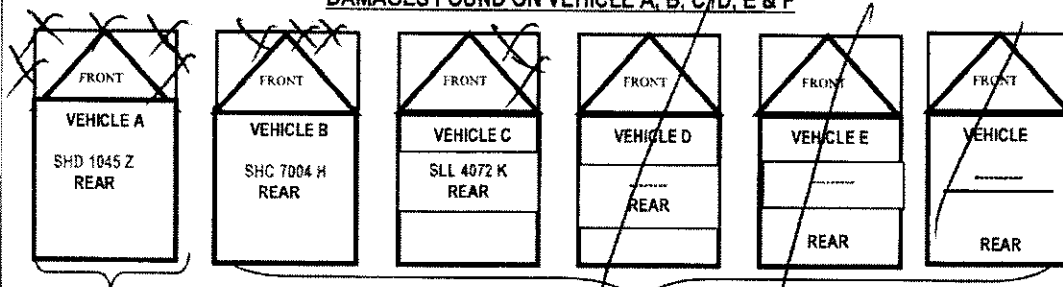 DAMAGES FOUND ON VEHICLE A, B, C, D, E & F
FRONT FRONT FRONT FRONT FRONT FRONT
VEHICLE A VEHICLE B VEHICLE C VEHICLE D VEHICLE E VEHICLE
SHD 1045 Z SHC 7004 H SLL 4072 K
REAR REAR REAR REAR REAR REAR